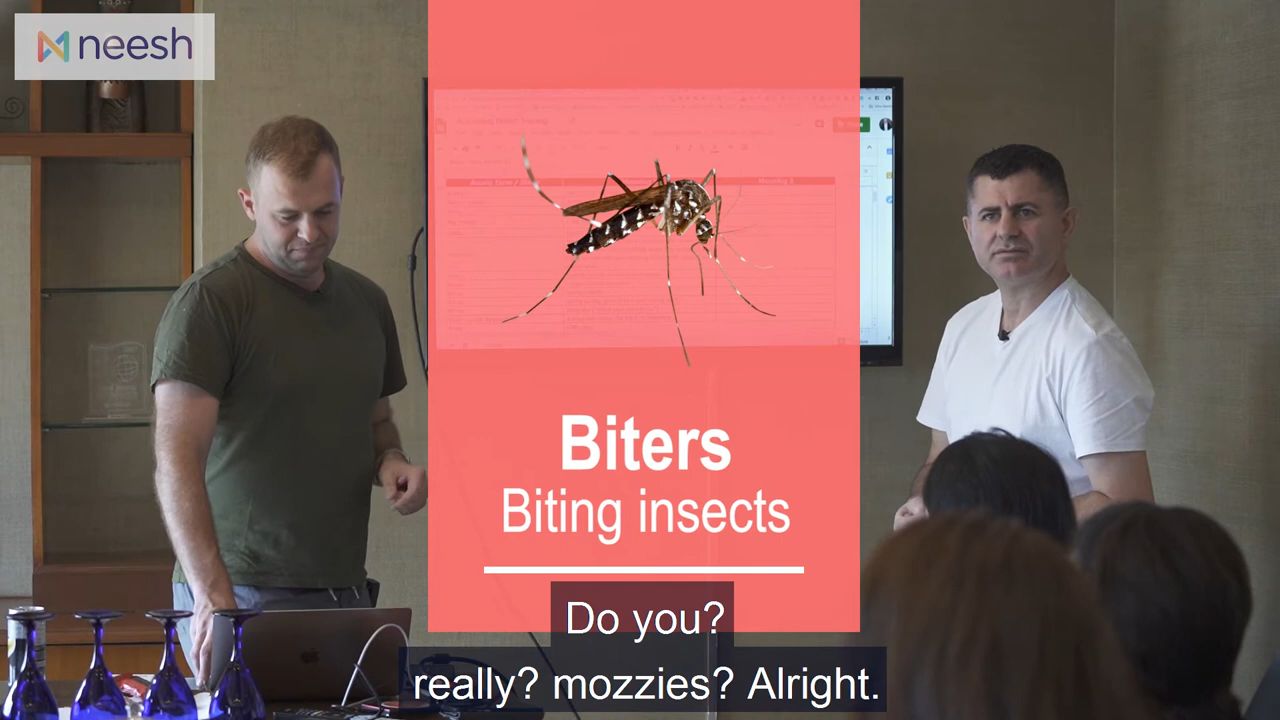 neesh
Biters
Biting insects
Do you?
really? mozzies? Alright.